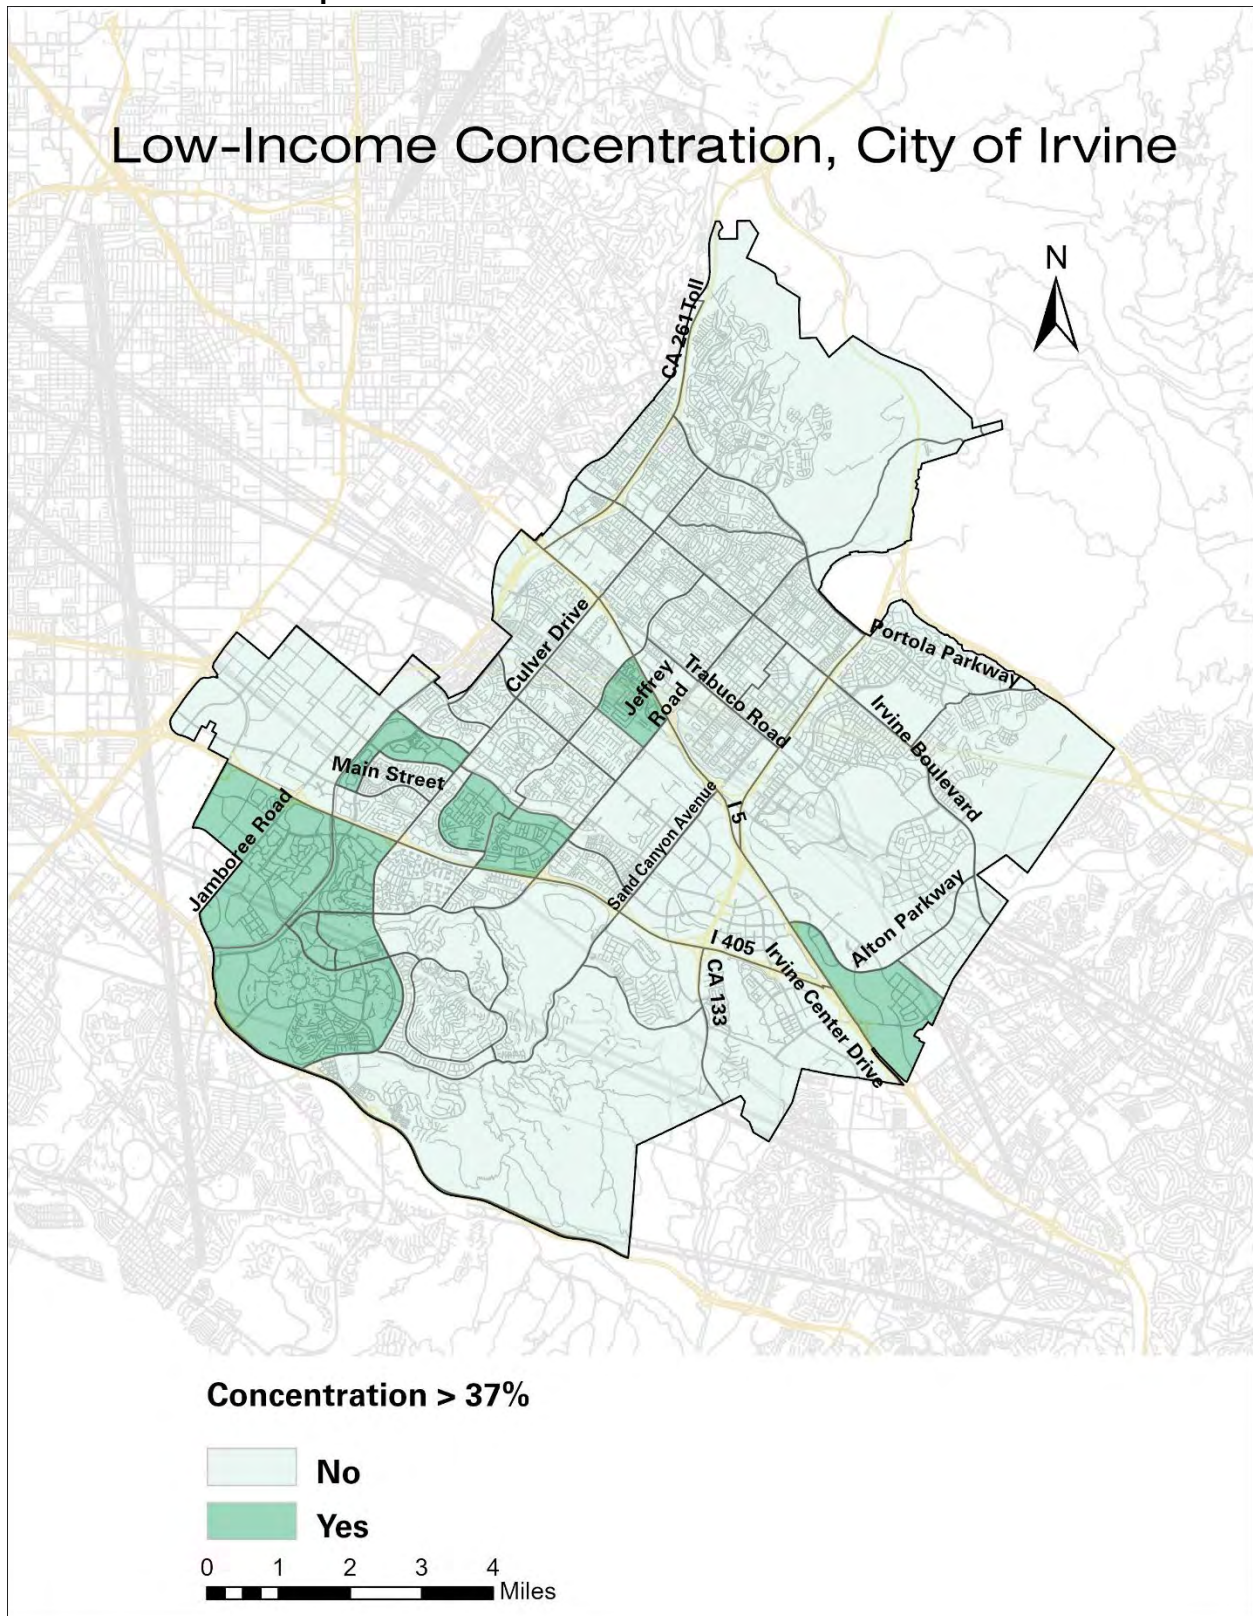 Low-Income Concentration, City of Irvine
N
CA 261 Toll
Culver Drive
Portola Parkway
Jeffrey
Road
Trabuco Road
Irvine Boulevard
Main Street
Jamboree Road
Sand Canyon Avenue
I 5
Alton Parkway
I 405
CA 133
Irvine Center Drive
Concentration > 37%
No
Yes
0 1 2 3 4
Miles